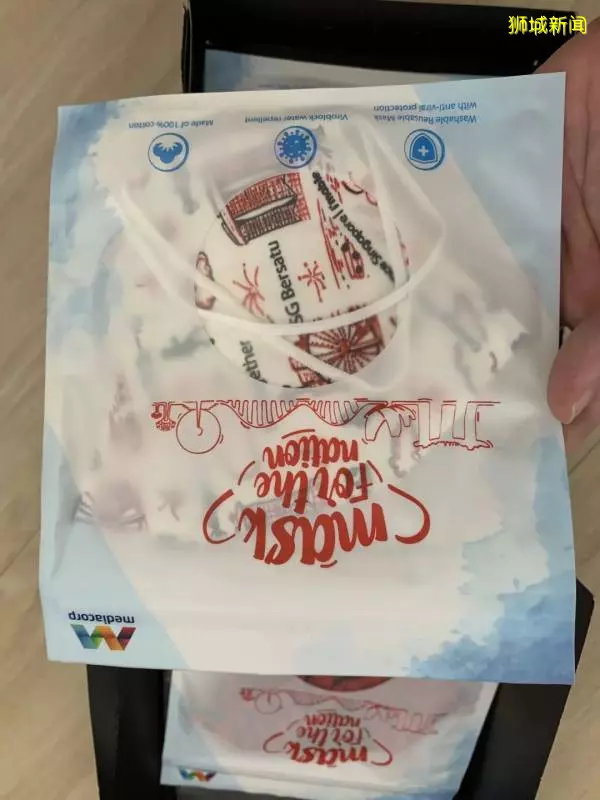 狮城新闻
mediacorp
mask
for the
nation
Washable Reusable Mask
with anti-viral protection
Viroblock water repellent
Made of 100% cotton
SG Bersatu
mask
for the
nation